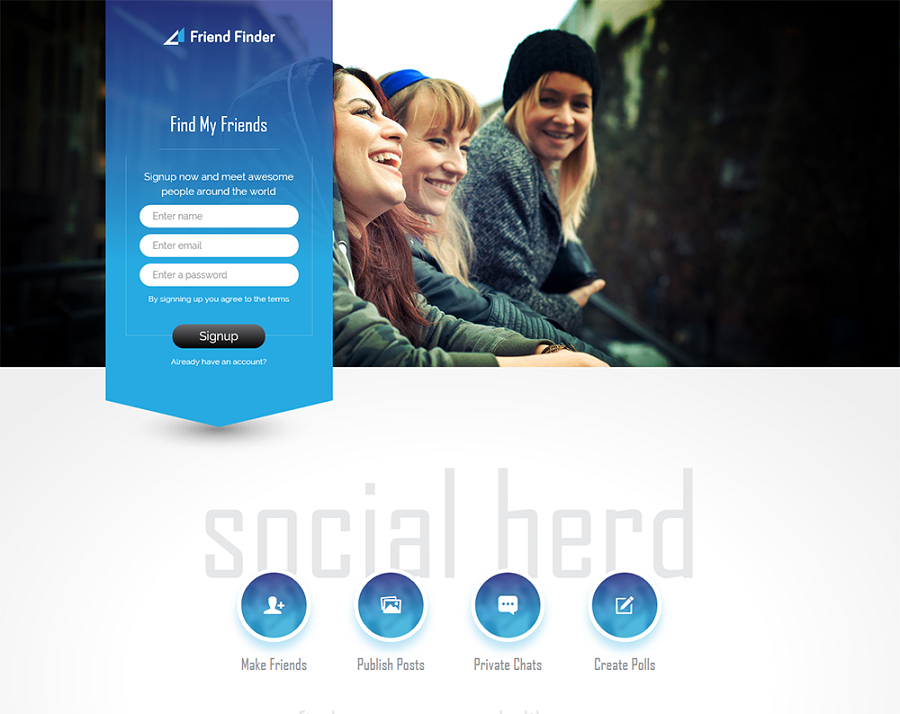 Friend Finder
Find My Friends
Signup now and meet awesome
people around the world
Enter name
Enter email
Enter a password
By signning up you agree to the terms
Signup
Already have an account?
social herd
Make Friends
Publish Posts
Private Chats
Create Polls